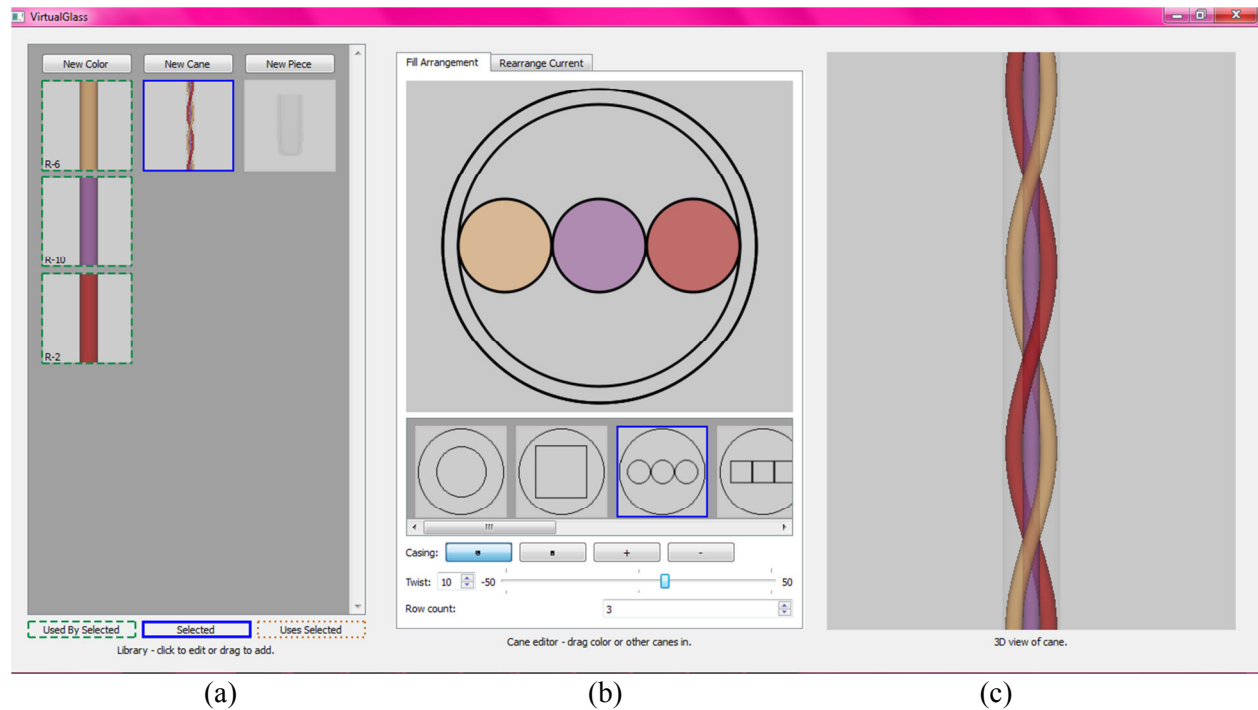 VirtualGlass
New Color
New Cane
New Piece
R-6
R-10
R-2
Used By Selected
Selected
Uses Selected
Library - click to edit or drag to add.
Fill Arrangement
Rearrange Current
Casing:
+
-
Twist:
10
-50
50
Row count:
3
Cane editor - drag color or other canes in.
3D view of cane.
(a)
(b)
(c)